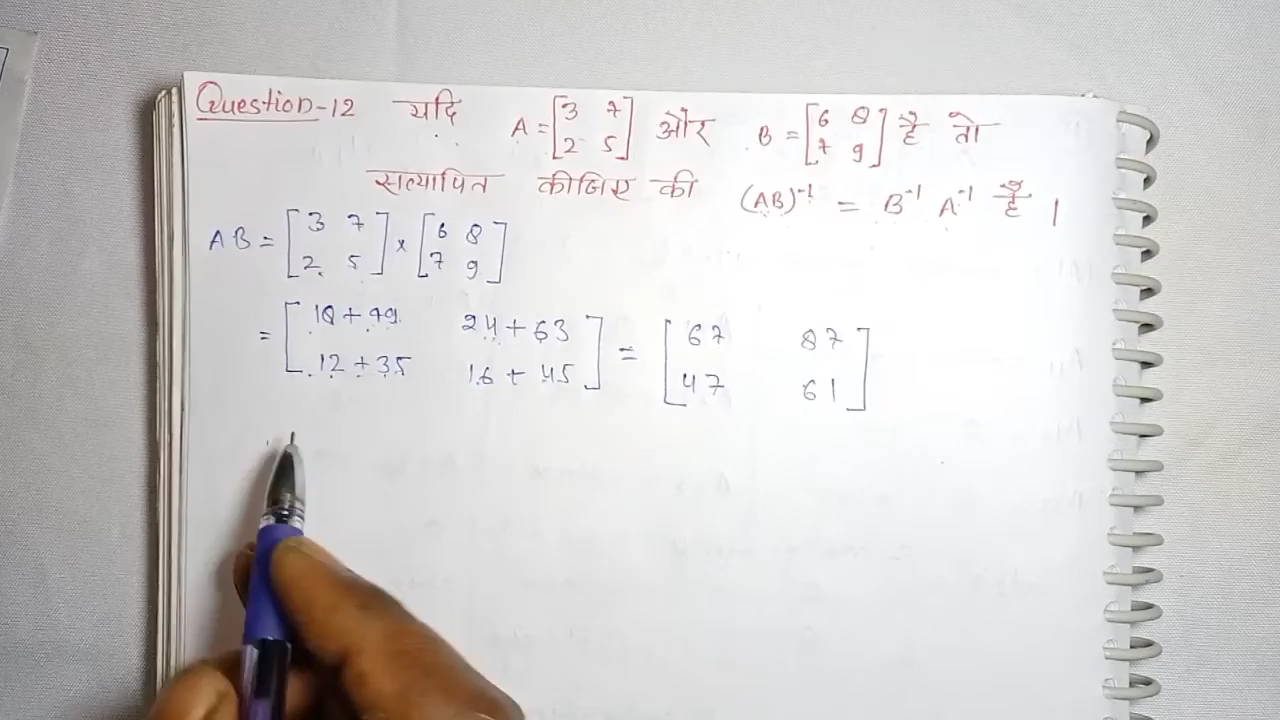 Question-12 यदि A = [3 7 2 5] और B = [6 8 7 9] है तो
सत्यापित कीजिए की (AB)⁻¹ = B⁻¹ A⁻¹ है |
AB = [3 7 2 5] × [6 8 7 9]
= [18+49 24+63 12+35 16+45] = [67 87 47 61]